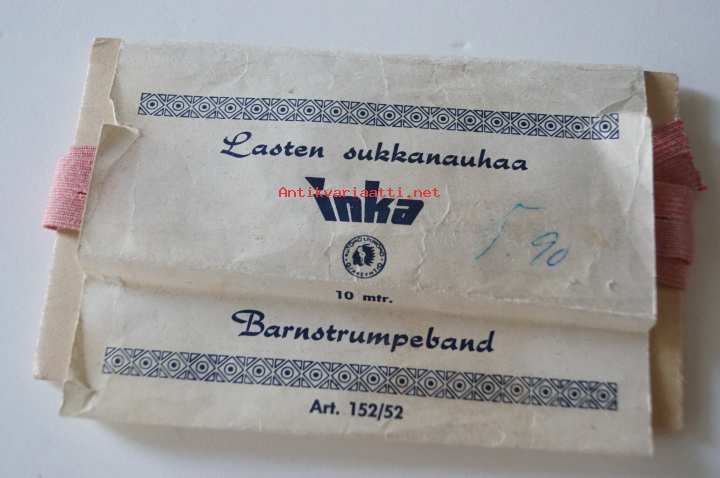 Lasten sukkanauhaa
Antikvariaatti.net
Inka
5.90
10 mtr.
Barnstrumpeband
Art. 152/52